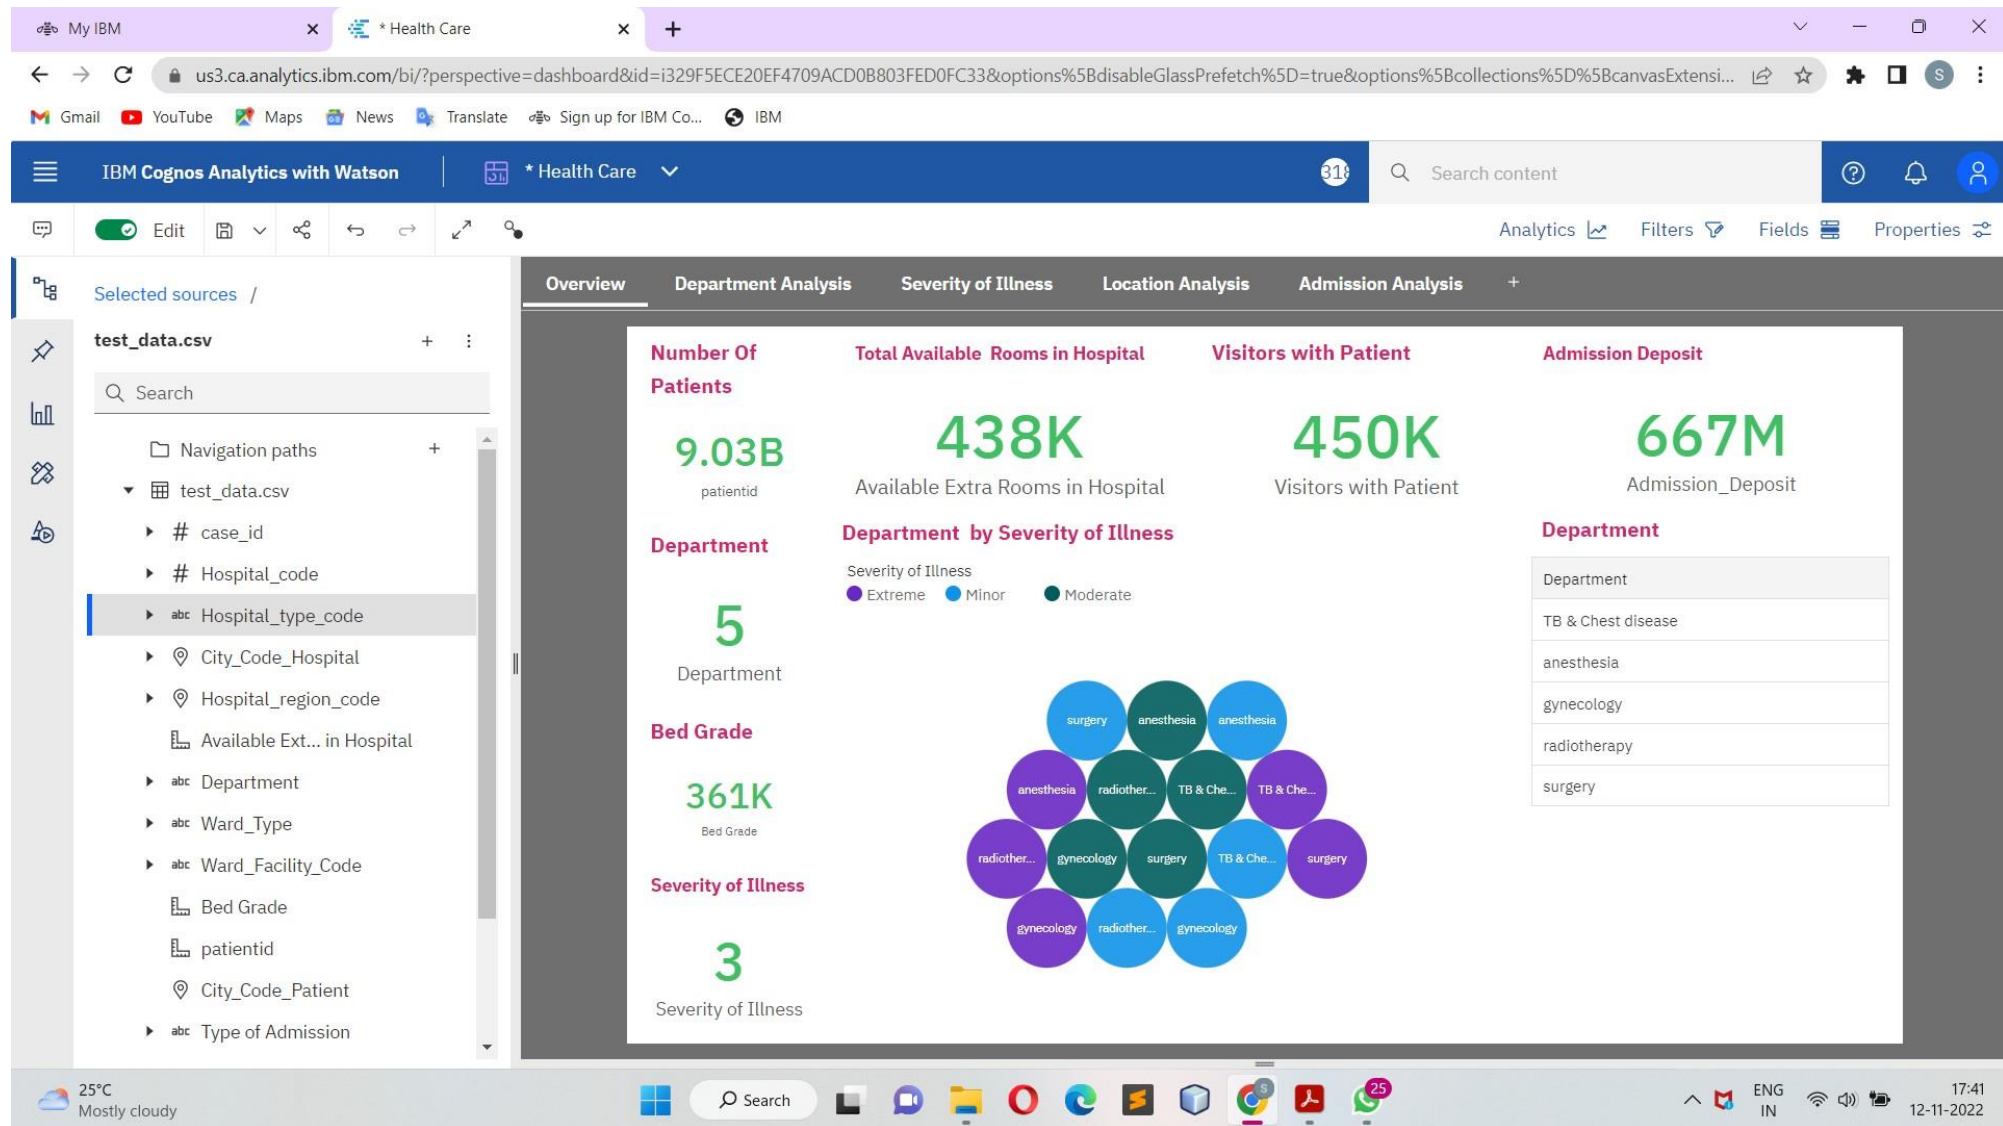 My IBM
* Health Care
us3.ca.analytics.ibm.com/bi/?perspective=dashboard&id=i329F5ECE20EF4709ACD0B803FED0FC33&options%5BdisableGlassPrefetch%5D=true&options%5Bcollections%5D%5BcanvasExtensi...
S
Gmail YouTube Maps News Translate Sign up for IBM Co... IBM
IBM Cognos Analytics with Watson
* Health Care
318
Search content
Edit
Analytics Filters Fields Properties
Selected sources /
test_data.csv
Search
Navigation paths
test_data.csv
# case_id
# Hospital_code
abc Hospital_type_code
City_Code_Hospital
Hospital_region_code
Available Ext... in Hospital
abc Department
abc Ward_Type
abc Ward_Facility_Code
Bed Grade
patientid
City_Code_Patient
abc Type of Admission
Overview Department Analysis Severity of Illness Location Analysis Admission Analysis +
Number Of
Patients
9.03B
patientid
Total Available Rooms in Hospital
438K
Available Extra Rooms in Hospital
Visitors with Patient
450K
Visitors with Patient
Admission Deposit
667M
Admission_Deposit
Department
5
Department
Bed Grade
361K
Bed Grade
Severity of Illness
3
Severity of Illness
Department by Severity of Illness
Severity of Illness
Extreme Minor Moderate
surgery anesthesia anesthesia
anesthesia radiother... TB & Che... TB & Che...
radiother... gynecology surgery TB & Che... surgery
gynecology radiother... gynecology
Department
Department
TB & Chest disease
anesthesia
gynecology
radiotherapy
surgery
25°C
Mostly cloudy
Search
S
25
ENG
IN
17:41
12-11-2022